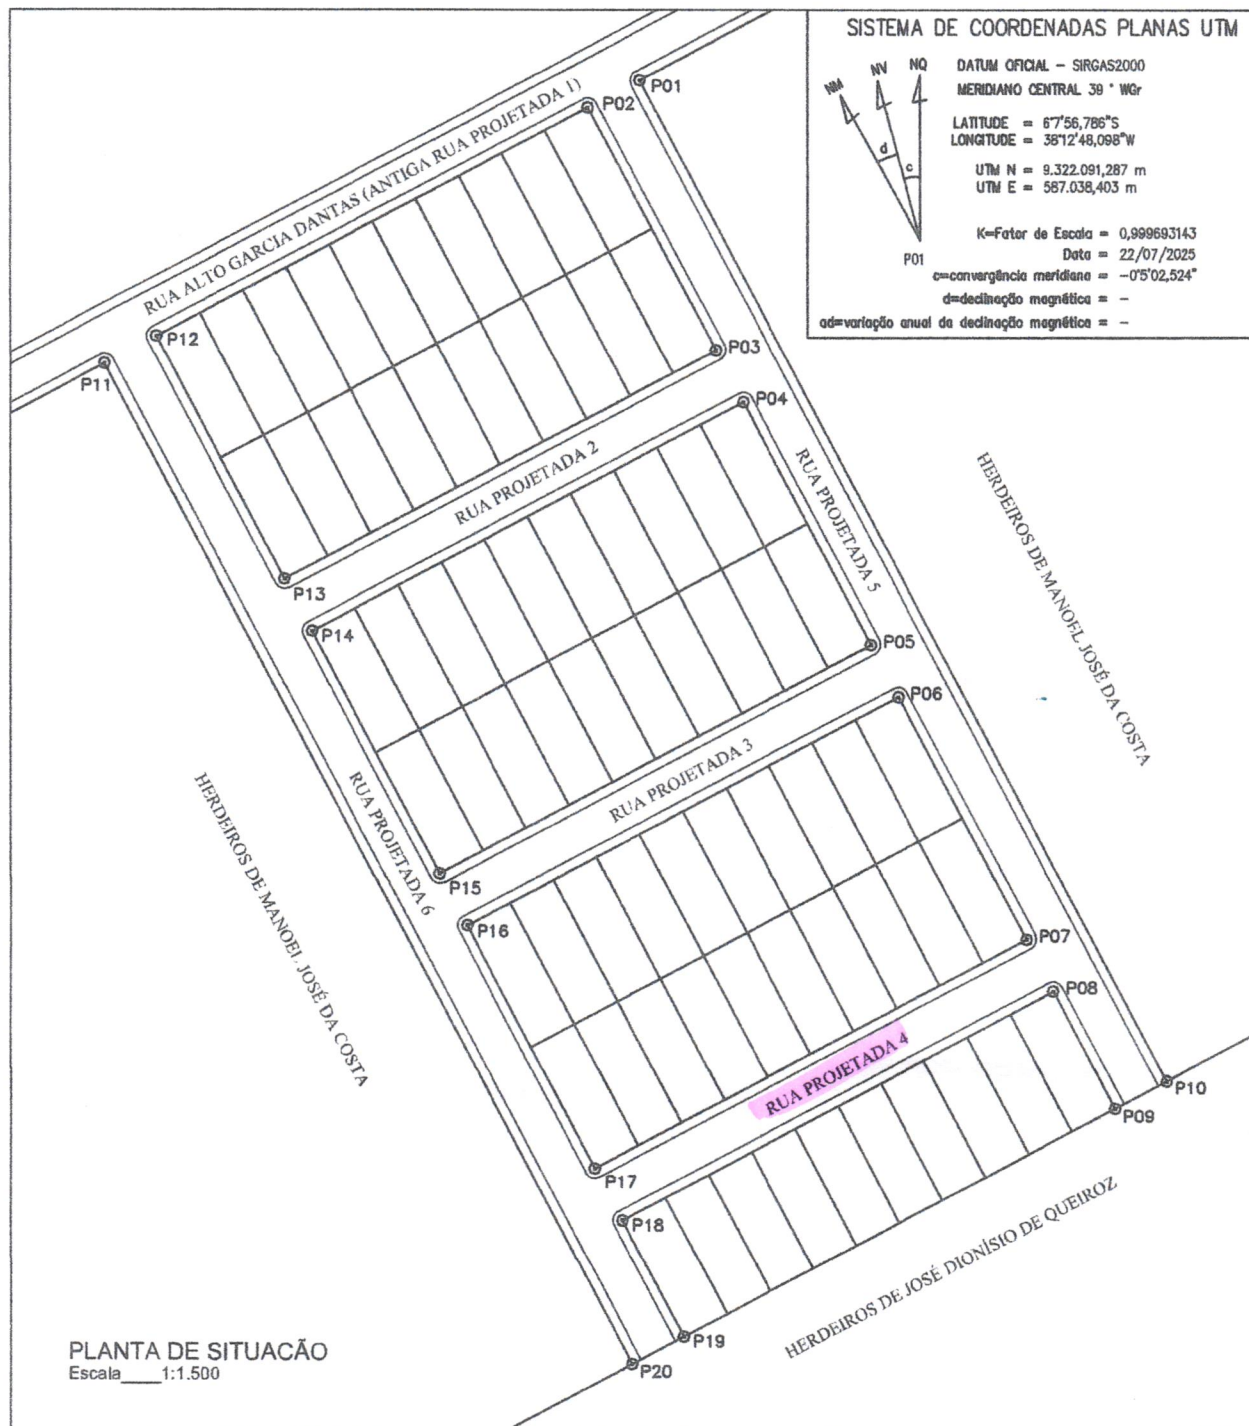 SISTEMA DE COORDENADAS PLANAS UTM
NM
NV
NQ
d
c
P01
DATUM OFICIAL - SIRGAS2000
MERIDIANO CENTRAL 39 ° WGr
LATITUDE = 6°7'56,786"S
LONGITUDE = 38°12'48,098"W
UTM N = 9.322.091,287 m
UTM E = 587.038,403 m
K=Fator de Escala = 0,999693143
Data = 22/07/2025
c=convergência meridiana = -0°5'02,524"
d=declinação magnética = -
ad=variação anual da declinação magnética = -
P01
P02
RUA ALTO GARCIA DANTAS (ANTIGA RUA PROJETADA 1)
P12
P11
P03
P04
RUA PROJETADA 2
RUA PROJETADA 5
HERDEIROS DE MANOEL JOSÉ DA COSTA
P13
P14
P05
P06
RUA PROJETADA 3
RUA PROJETADA 6
HERDEIROS DE MANOEL JOSÉ DA COSTA
P15
P16
P07
P08
RUA PROJETADA 4
P10
P09
P17
P18
HERDEIROS DE JOSÉ DIONÍSIO DE QUEIROZ
P19
P20
PLANTA DE SITUACÃO
Escala____1:1.500